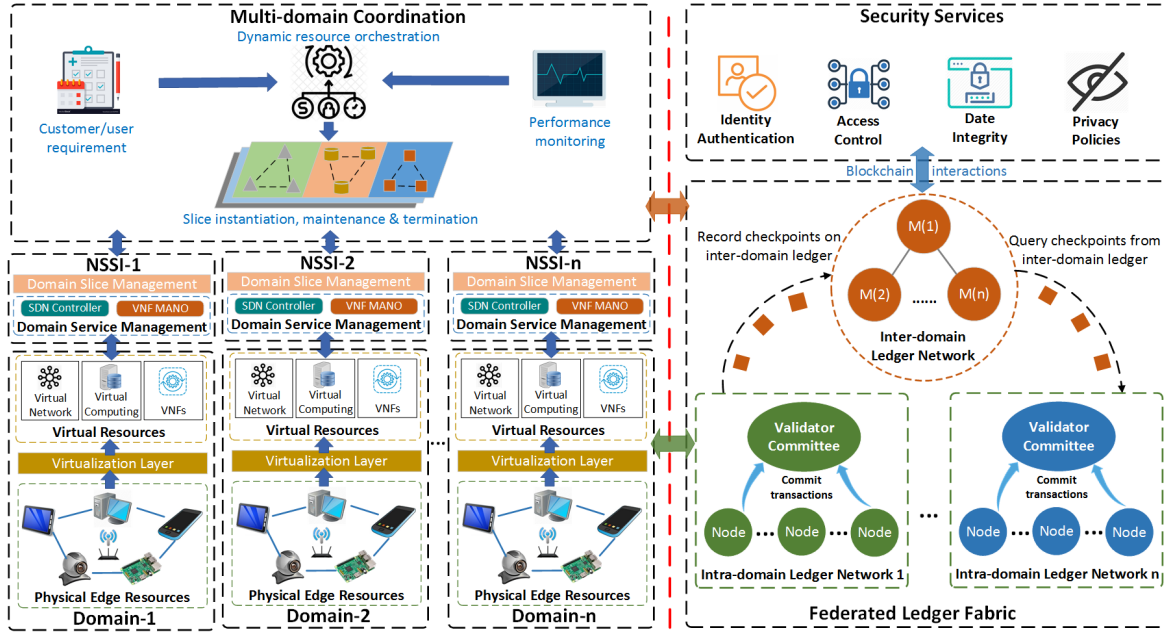 Multi-domain Coordination
Dynamic resource orchestration
Customer/user
requirement
Performance
monitoring
S
Slice instantiation, maintenance & termination
NSSI-1
Domain Slice Management
SDN Controller
VNF MANO
Domain Service Management
NSSI-2
Domain Slice Management
SDN Controller
VNF MANO
Domain Service Management
NSSI-n
Domain Slice Management
SDN Controller
VNF MANO
Domain Service Management
Virtual
Network
Virtual
Computing
VNFs
Virtual Resources
Virtualization Layer
Physical Edge Resources
Domain-1
Virtual
Network
Virtual
Computing
VNFs
Virtual Resources
Virtualization Layer
Physical Edge Resources
Domain-2
...
Virtual
Network
Virtual
Computing
VNFs
Virtual Resources
Virtualization Layer
Physical Edge Resources
Domain-n
Security Services
Identity
Authentication
Access
Control
Date
Integrity
Privacy
Policies
Blockchain interactions
Record checkpoints on
inter-domain ledger
M(1)
M(2)
......
M(n)
Inter-domain
Ledger Network
Query checkpoints from
inter-domain ledger
Validator
Committee
Commit
transactions
Node
...
Node
...
Node
Intra-domain Ledger Network 1
...
Validator
Committee
Commit
transactions
Node
...
Node
...
Node
Intra-domain Ledger Network n
Federated Ledger Fabric